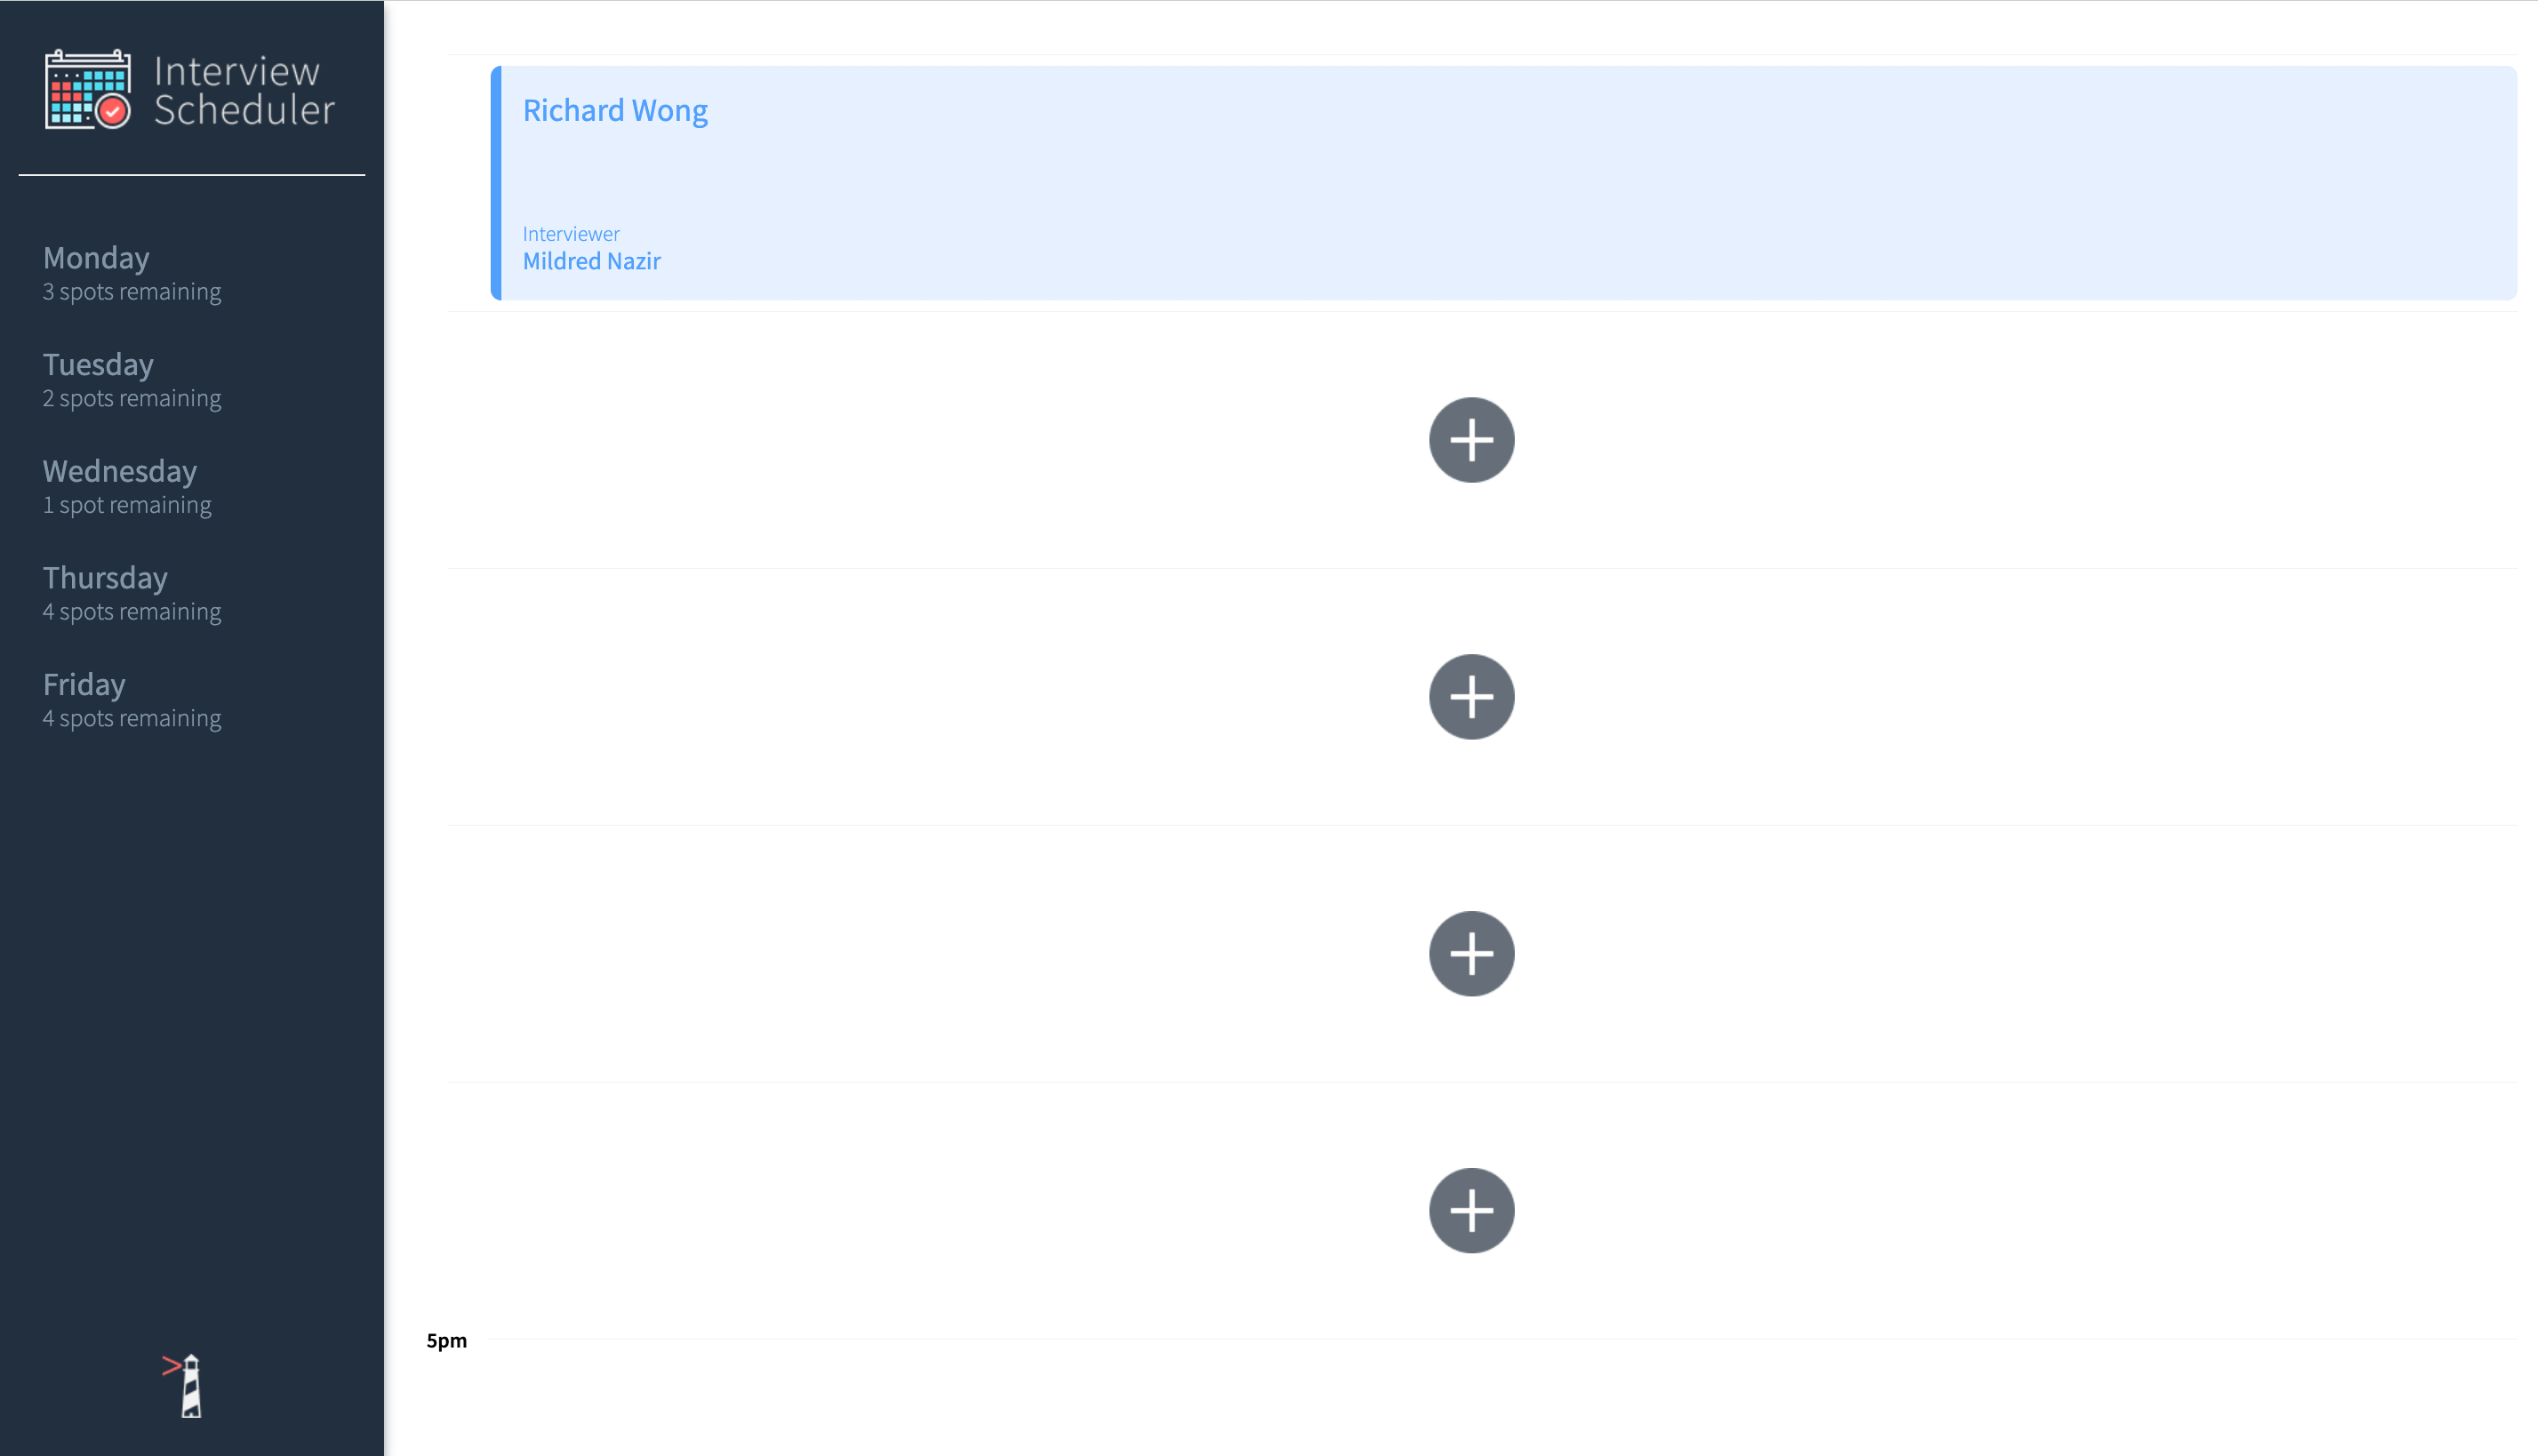 Interview
Scheduler
Monday
3 spots remaining
Tuesday
2 spots remaining
Wednesday
1 spot remaining
Thursday
4 spots remaining
Friday
4 spots remaining
Richard Wong
Interviewer
Mildred Nazir
5pm